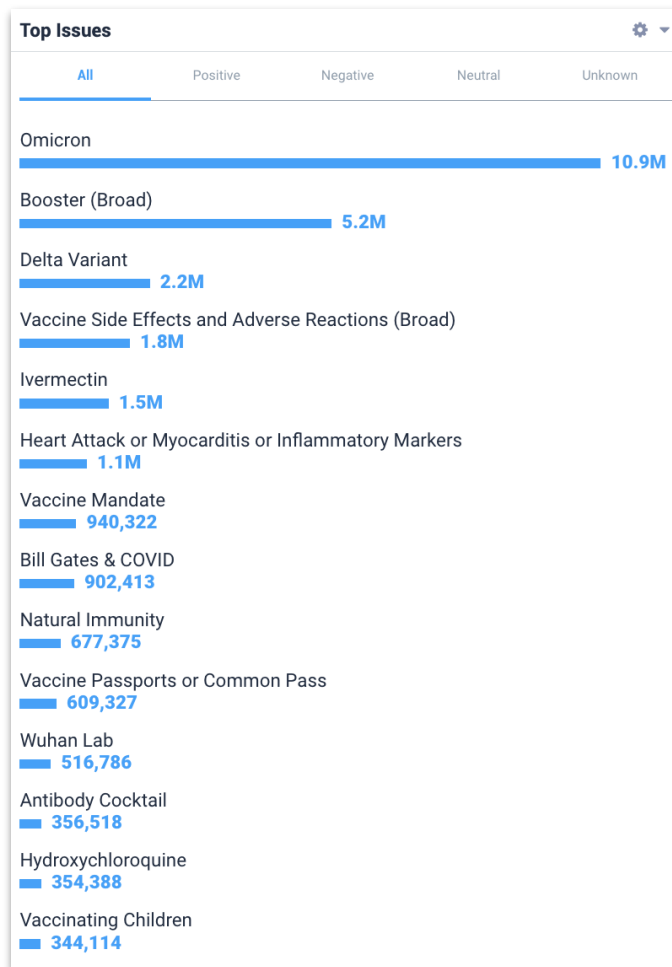 Top Issues
All Positive Negative Neutral Unknown
Omicron
10.9M
Booster (Broad)
5.2M
Delta Variant
2.2M
Vaccine Side Effects and Adverse Reactions (Broad)
1.8M
Ivermectin
1.5M
Heart Attack or Myocarditis or Inflammatory Markers
1.1M
Vaccine Mandate
940,322
Bill Gates & COVID
902,413
Natural Immunity
677,375
Vaccine Passports or Common Pass
609,327
Wuhan Lab
516,786
Antibody Cocktail
356,518
Hydroxychloroquine
354,388
Vaccinating Children
344,114